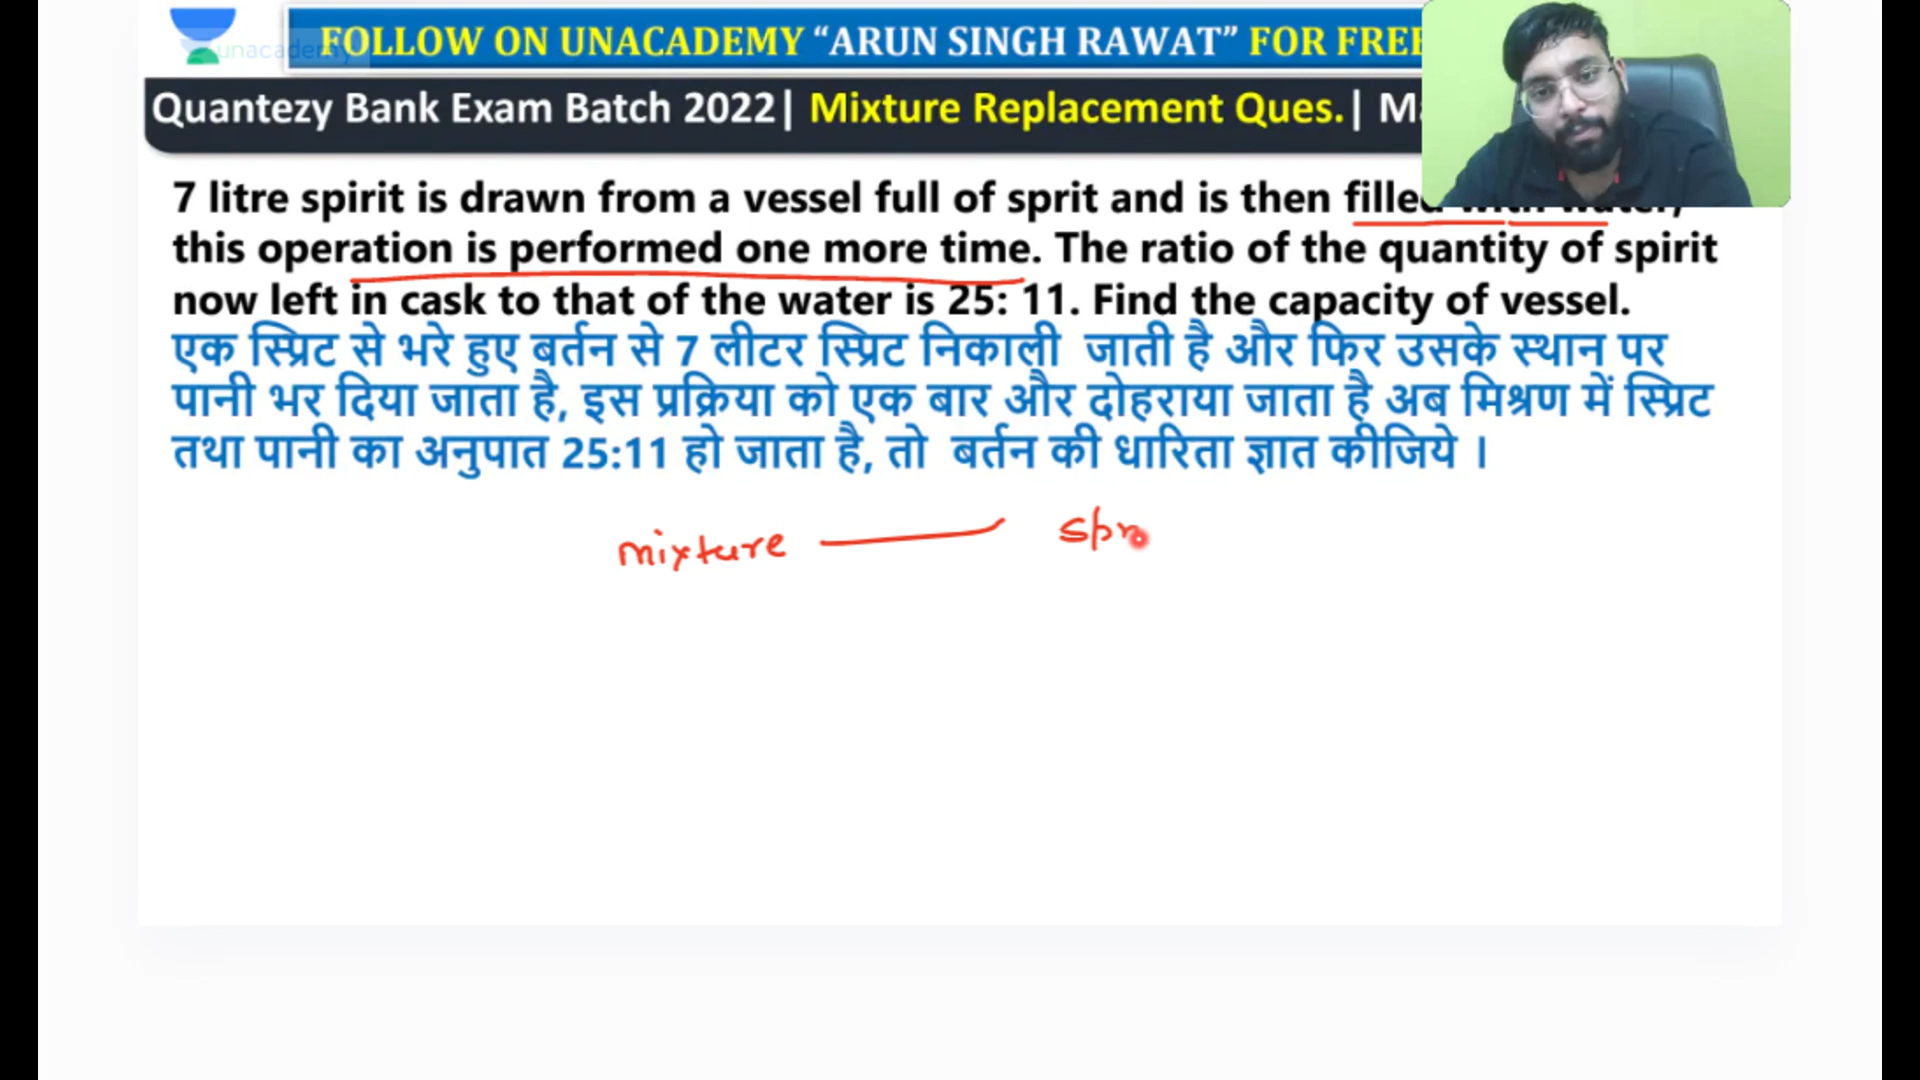 unacademy
FOLLOW ON UNACADEMY “ARUN SINGH RAWAT” FOR FREE
Quantezy Bank Exam Batch 2022| Mixture Replacement Ques.|
7 litre spirit is drawn from a vessel full of sprit and is then filled with water,
this operation is performed one more time. The ratio of the quantity of spirit
now left in cask to that of the water is 25: 11. Find the capacity of vessel.
एक स्प्रिट से भरे हुए बर्तन से 7 लीटर स्प्रिट निकाली जाती है और फिर उसके स्थान पर
पानी भर दिया जाता है, इस प्रक्रिया को एक बार और दोहराया जाता है अब मिश्रण में स्प्रिट
तथा पानी का अनुपात 25:11 हो जाता है, तो बर्तन की धारिता ज्ञात कीजिये ।
mixture